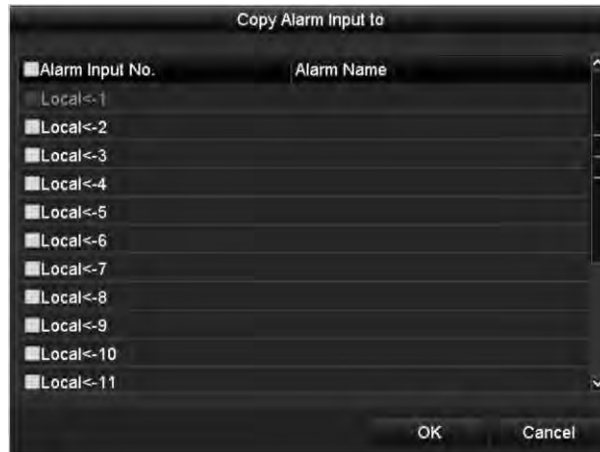 Copy Alarm Input to
Alarm Input No. Alarm Name
Local<-1
Local<-2
Local<-3
Local<-4
Local<-5
Local<-6
Local<-7
Local<-8
Local<-9
Local<-10
Local<-11
OK Cancel